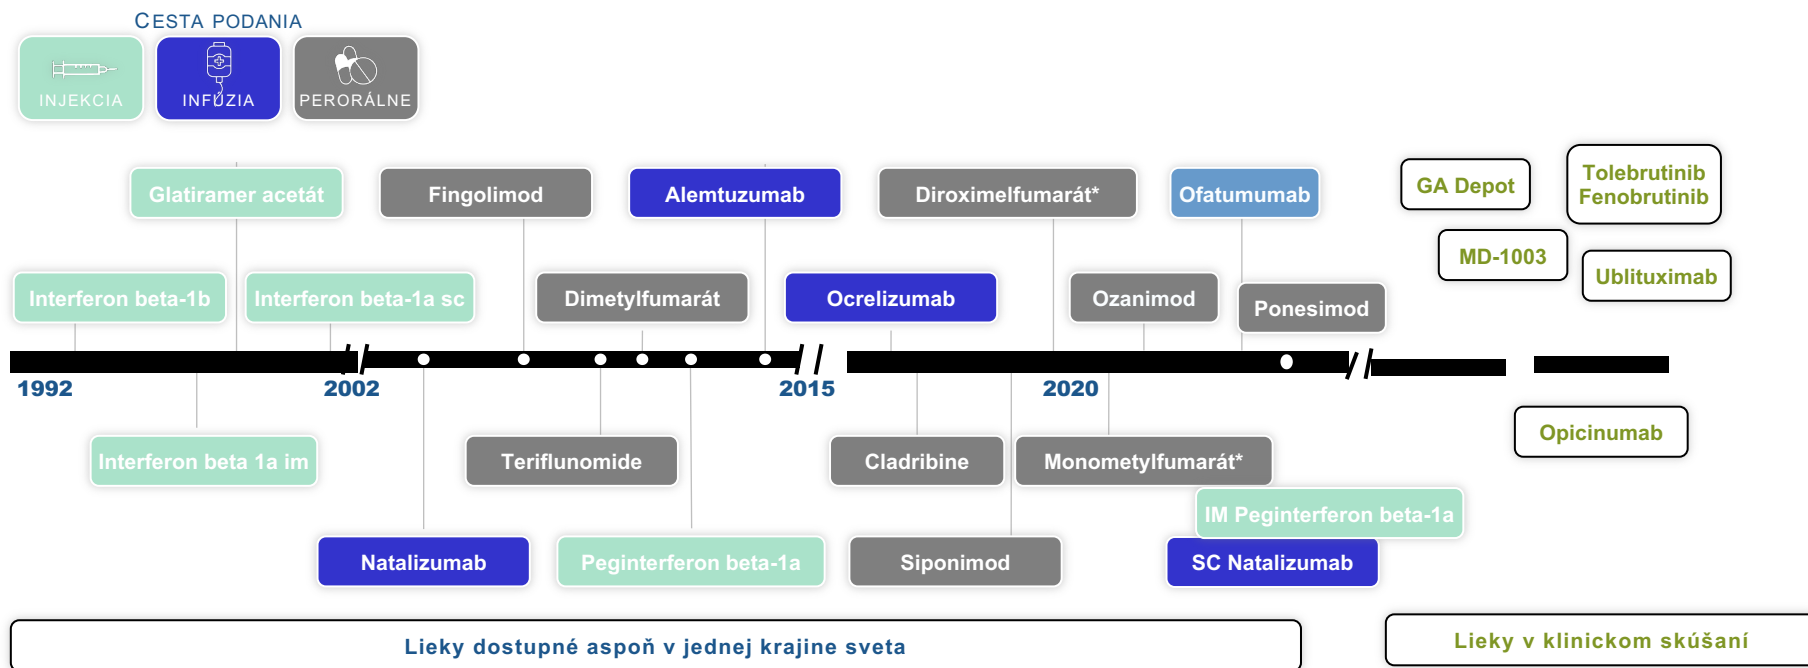 CESTA PODANIA
INJEKCIA
INFÚZIA
PERORÁLNE
Glatiramer acetát
Fingolimod
Alemtuzumab
Diroximelfumarát*
Ofatumumab
GA Depot
Tolebrutinib
Fenobrutinib
MD-1003
Ublituximab
Interferon beta-1b
Interferon beta-1a sc
Dimetylfumarát
Ocrelizumab
Ozanimod
Ponesimod
1992
2002
2015
2020
Interferon beta 1a im
Teriflunomide
Cladribine
Monometylfumarát*
Opicinumab
IM Peginterferon beta-1a
Natalizumab
Peginterferon beta-1a
Siponimod
SC Natalizumab
Lieky dostupné aspoň v jednej krajine sveta
Lieky v klinickom skúšaní